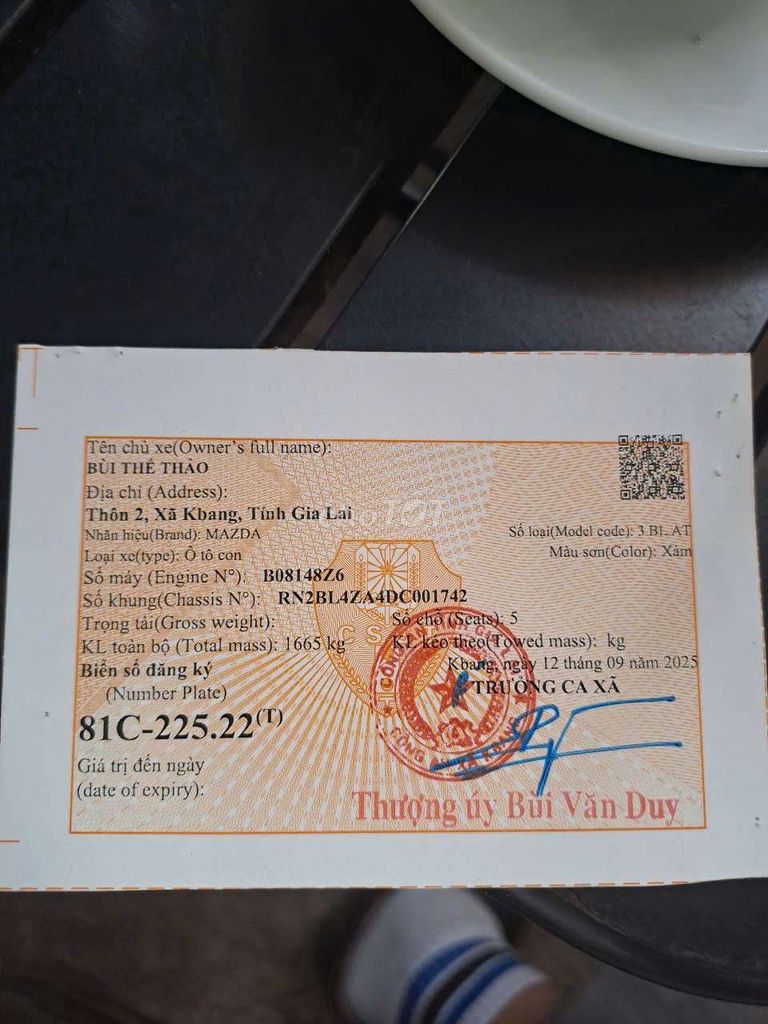 Tên chủ xe(Owner's full name):
BÙI THẾ THẢO
Địa chỉ (Address):
Thôn 2, Xã Kbang, Tỉnh Gia Lai
Nhãn hiệu(Brand): MAZDA
Số loại(Model code): 3 BL AT
Loại xe(type): Ô tô con
Màu sơn(Color): Xám
Số máy (Engine N°): B08148Z6
Số khung(Chassis N°): RN2BL4ZA4DC001742
Trọng tải(Gross weight):
Số chỗ (Seats): 5
KL toàn bộ (Total mass): 1665 kg
KL kéo theo(Towed mass): kg
Biển số đăng ký
Kbang, ngày 12 tháng 09 năm 2025
(Number Plate)
TRƯỞNG CA XÃ
81C-225.22(T)
Giá trị đến ngày
(date of expiry):
Thượng úy Bùi Văn Duy
CÔNG AN XÃ KBANG